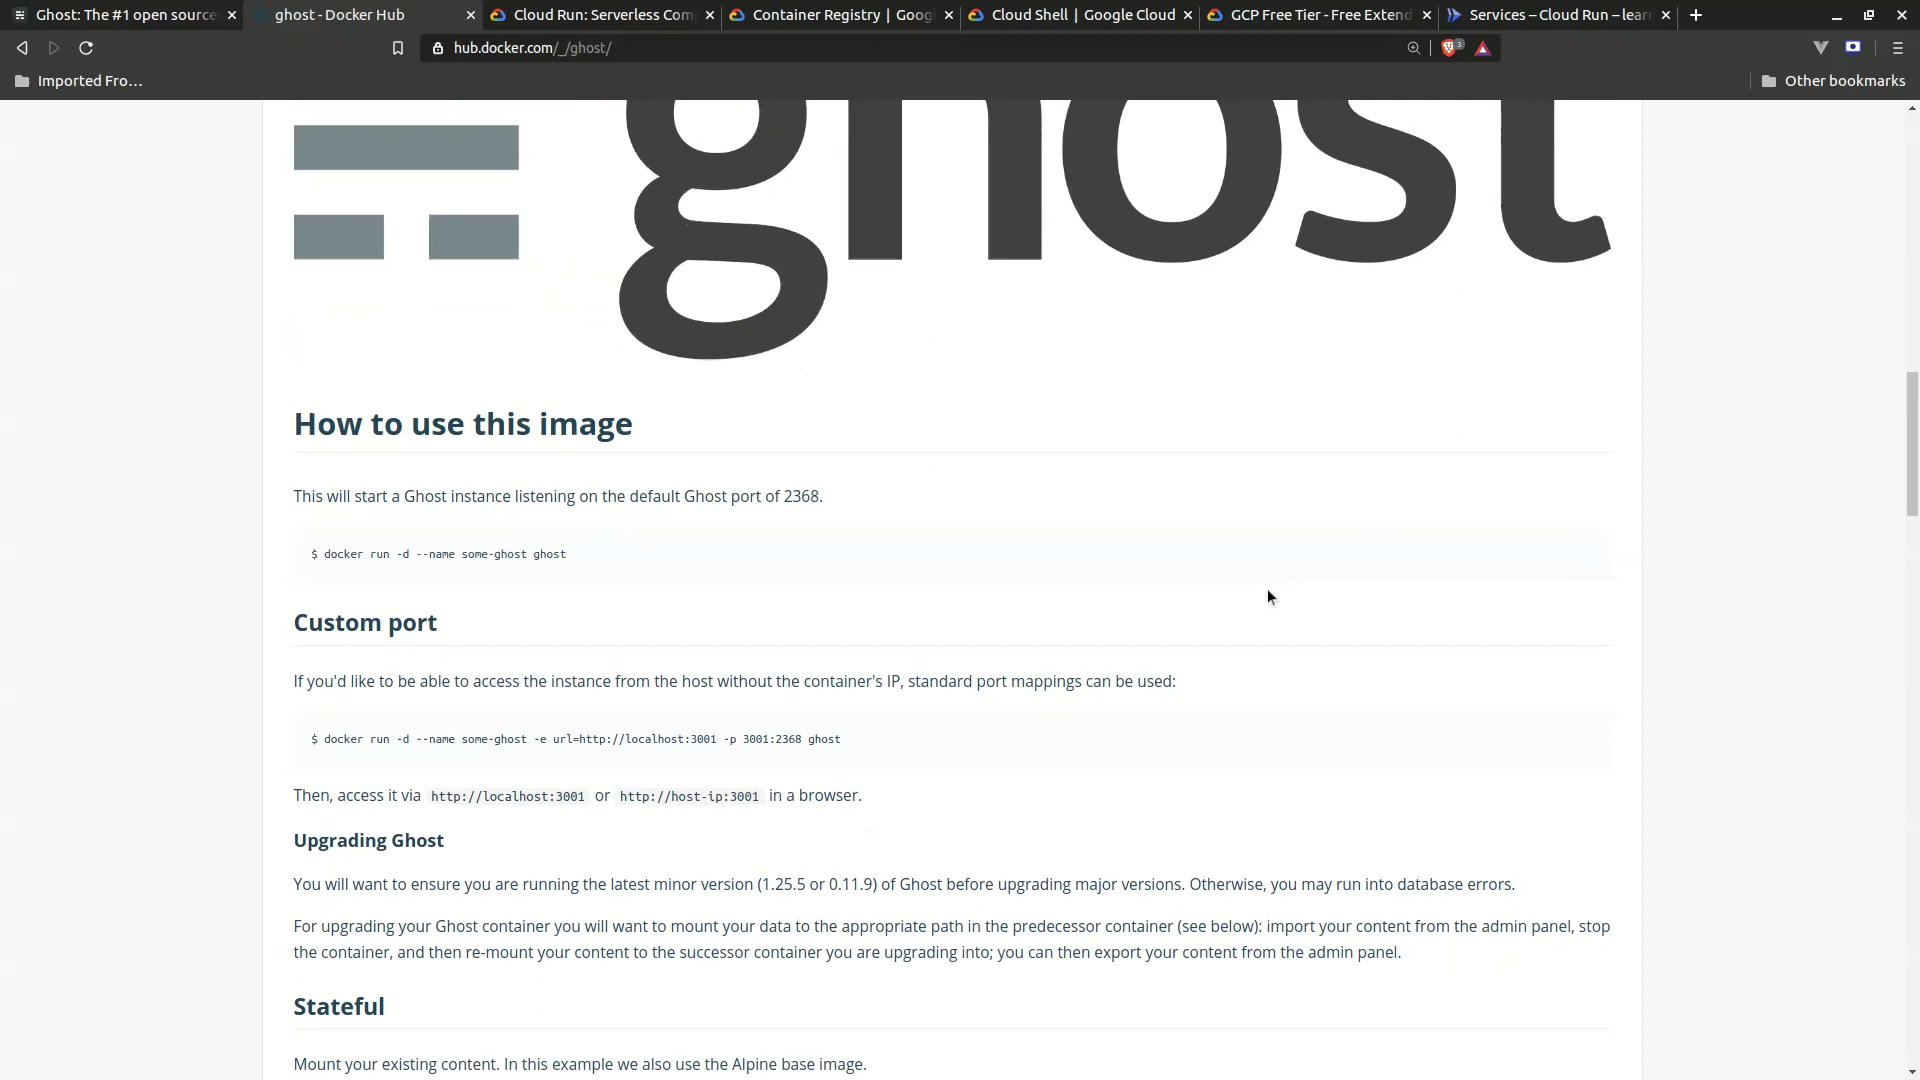 Ghost: The #1 open source
ghost - Docker Hub
Cloud Run: Serverless Com
Container Registry | Goog
Cloud Shell | Google Cloud
GCP Free Tier - Free Extend
Services – Cloud Run – lear
hub.docker.com/_/ghost/
3
Imported Fro...
Other bookmarks
ghost
How to use this image
This will start a Ghost instance listening on the default Ghost port of 2368.
$ docker run -d --name some-ghost ghost
Custom port
If you'd like to be able to access the instance from the host without the container's IP, standard port mappings can be used:
$ docker run -d --name some-ghost -e url=http://localhost:3001 -p 3001:2368 ghost
Then, access it via http://localhost:3001 or http://host-ip:3001 in a browser.
Upgrading Ghost
You will want to ensure you are running the latest minor version (1.25.5 or 0.11.9) of Ghost before upgrading major versions. Otherwise, you may run into database errors.
For upgrading your Ghost container you will want to mount your data to the appropriate path in the predecessor container (see below): import your content from the admin panel, stop
the container, and then re-mount your content to the successor container you are upgrading into; you can then export your content from the admin panel.
Stateful
Mount your existing content. In this example we also use the Alpine base image.